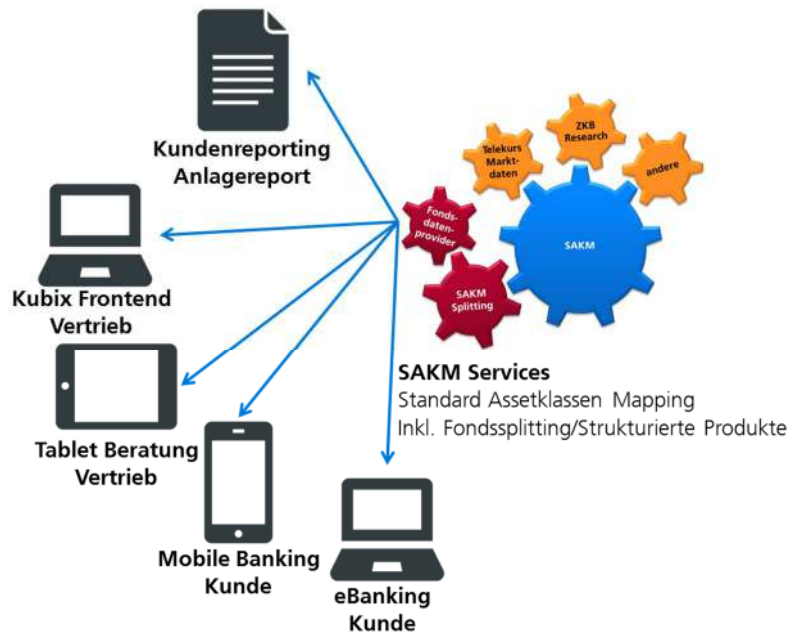 Kundenreporting
Anlagereport
ZKB
Research
Telekurs
Markt-
daten
andere
Fonds-
daten-
provider
SAKM
SAKM
Splitting
Kubix Frontend
Vertrieb
SAKM Services
Standard Assetklassen Mapping
Inkl. Fondssplitting/Strukturierte Produkte
Tablet Beratung
Vertrieb
Mobile Banking
Kunde
eBanking
Kunde